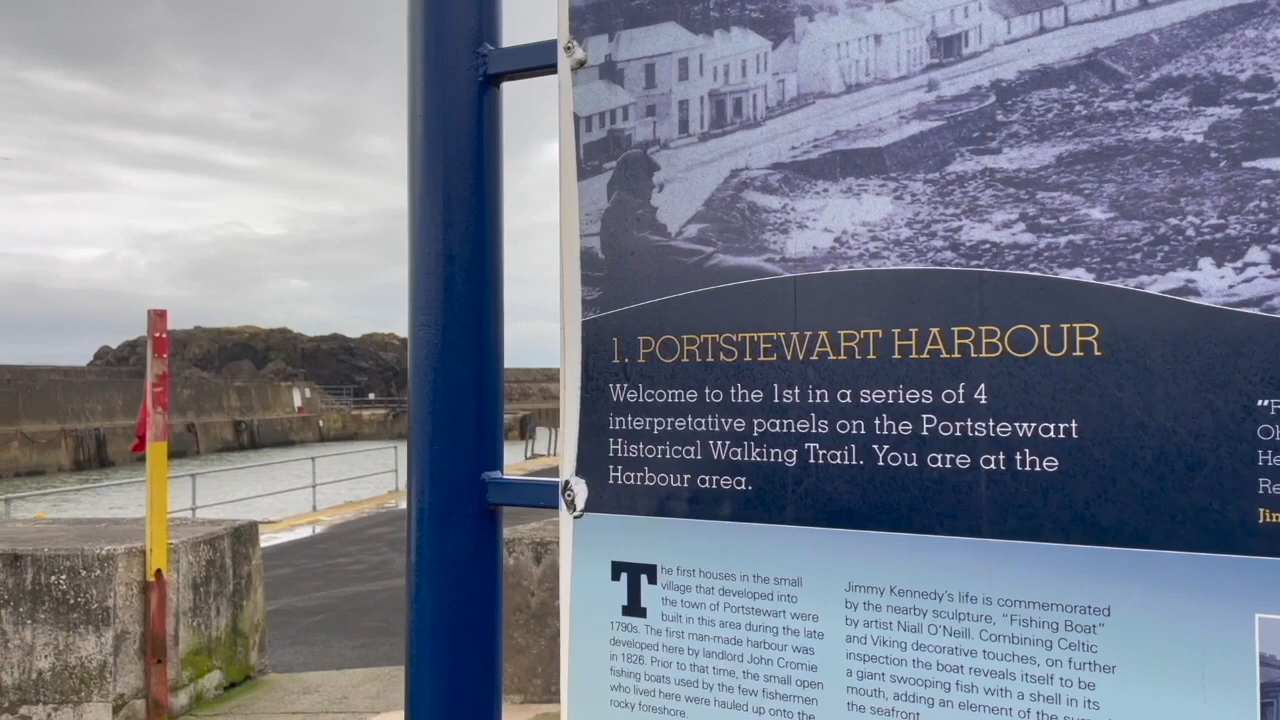 1. PORTSTEWART HARBOUR
Welcome to the 1st in a series of 4
interpretative panels on the Portstewart
Historical Walking Trail. You are at the
Harbour area.
The first houses in the small
village that developed into
the town of Portstewart were
built in this area during the late
1790s. The first man-made harbour was
developed here by landlord John Cromie
in 1826. Prior to that time, the small open
fishing boats used by the few fishermen
who lived here were hauled up onto the
rocky foreshore.
Jimmy Kennedy's life is commemorated
by the nearby sculpture, "Fishing Boat"
by artist Niall O'Neill. Combining Celtic
and Viking decorative touches, on further
inspection the boat reveals itself to be
a giant swooping fish with a shell in its
mouth, adding an element of the
the seafront